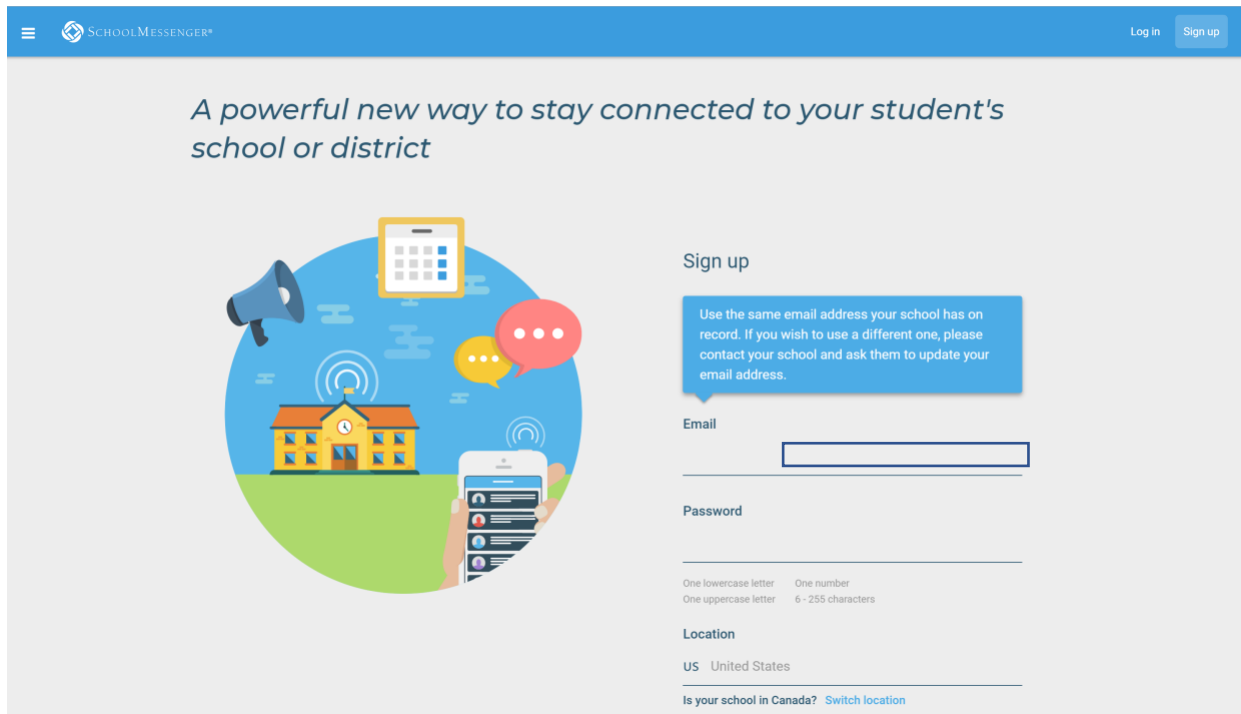 SCHOOLMESSENGER®
Log in
Sign up
A powerful new way to stay connected to your student's
school or district
Sign up
Use the same email address your school has on
record. If you wish to use a different one, please
contact your school and ask them to update your
email address.
Email
Password
One lowercase letter One number
One uppercase letter 6 - 255 characters
Location
US United States
Is your school in Canada? Switch location